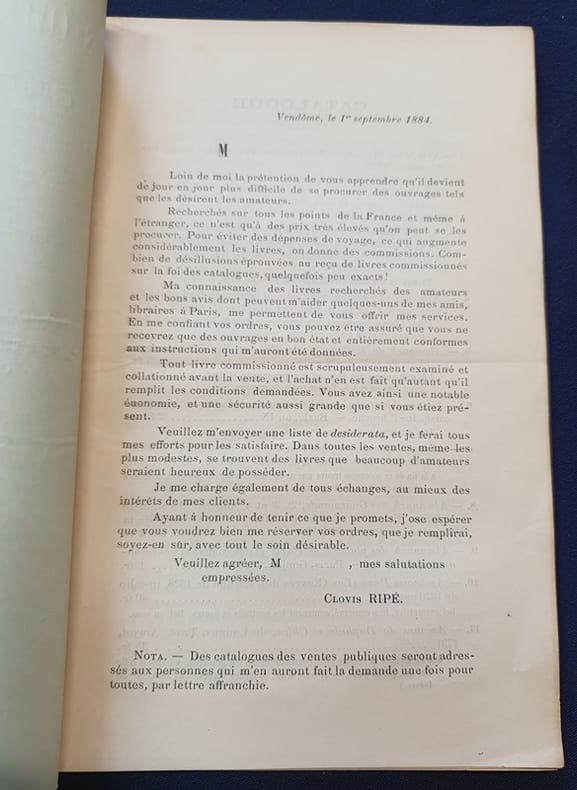 Vendôme, le 1er septembre 1884.
M
Loin de moi la prétention de vous apprendre qu'il devient
de jour en jour plus difficile de se procurer des ouvrages tels
que les désirent les amateurs.
Recherchés sur tous les points de la France et même à
l'étranger, ce n'est qu'à des prix très élevés qu'on peut se les
procurer. Pour éviter des dépenses de voyage, ce qui augmente
considérablement les livres, on donne des commissions. Com-
bien de désillusions éprouvées au reçu de livres commissionnés
sur la foi des catalogues, quelquefois peu exacts !
Ma connaissance des livres recherchés des amateurs
et les bons avis dont peuvent m'aider quelques-uns de mes amis,
libraires à Paris, me permettent de vous offrir mes services.
En me confiant vos ordres, vous pouvez être assuré que vous ne
recevrez que des ouvrages en bon état et entièrement conformes
aux instructions qui m'auront été données.
Tout livre commissionné est scrupuleusement examiné et
collationné avant la vente, et l'achat n'en est fait qu'autant qu'il
remplit les conditions demandées. Vous avez ainsi une notable
économie, et une sécurité aussi grande que si vous étiez pré-
sent.
Veuillez m'envoyer une liste de desiderata, et je ferai tous
mes efforts pour les satisfaire. Dans toutes les ventes, même les
plus modestes, se trouvent des livres que beaucoup d'amateurs
seraient heureux de posséder.
Je me charge également de tous échanges, au mieux des
intérêts de mes clients.
Ayant à honneur de tenir ce que je promets, j'ose espérer
que vous voudrez bien me réserver vos ordres, que je remplirai,
soyez-en sûr, avec tout le soin désirable.
Veuillez agréer, M , mes salutations
empressées.
CLOVIS RIPÉ.
NOTA. — Des catalogues des ventes publiques seront adres-
sés aux personnes qui m'en auront fait la demande une fois pour
toutes, par lettre affranchie.